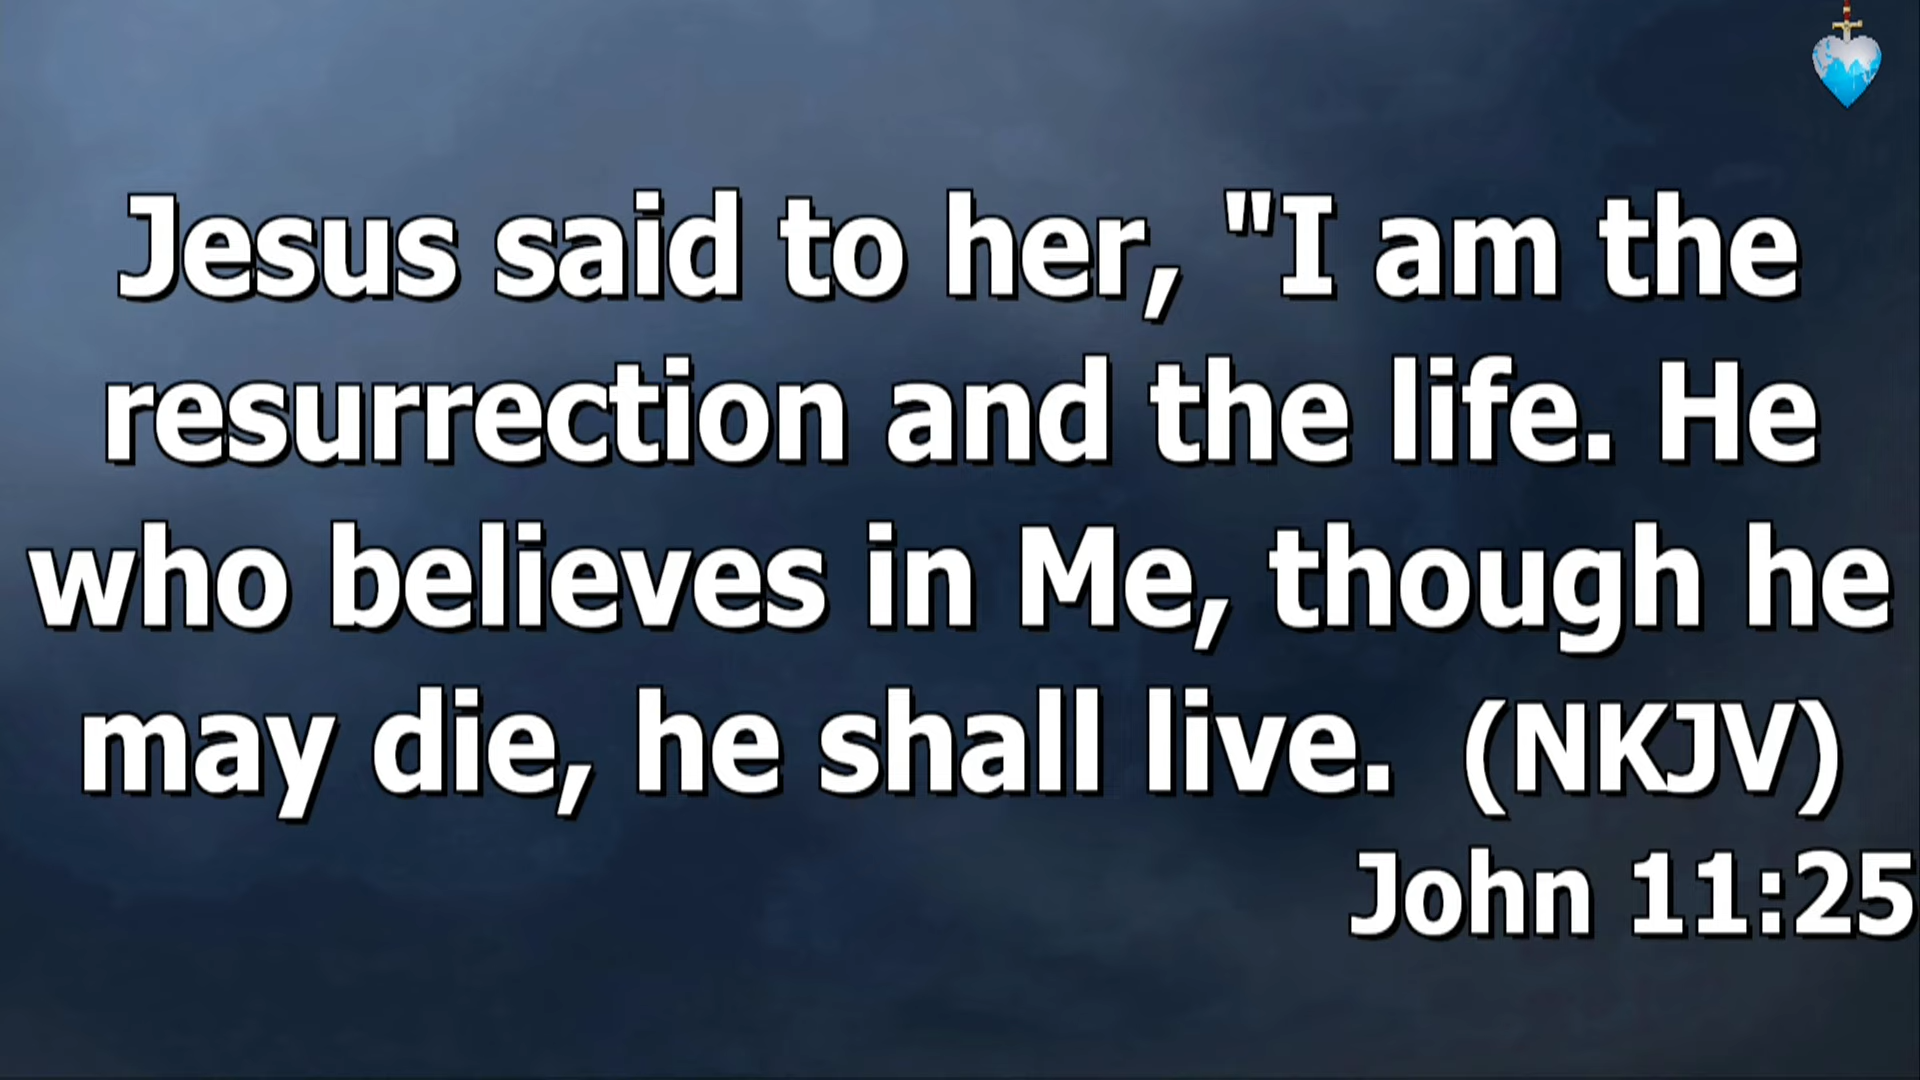 Jesus said to her, "I am the
resurrection and the life. He
who believes in Me, though he
may die, he shall live.  (NKJV)
John 11:25